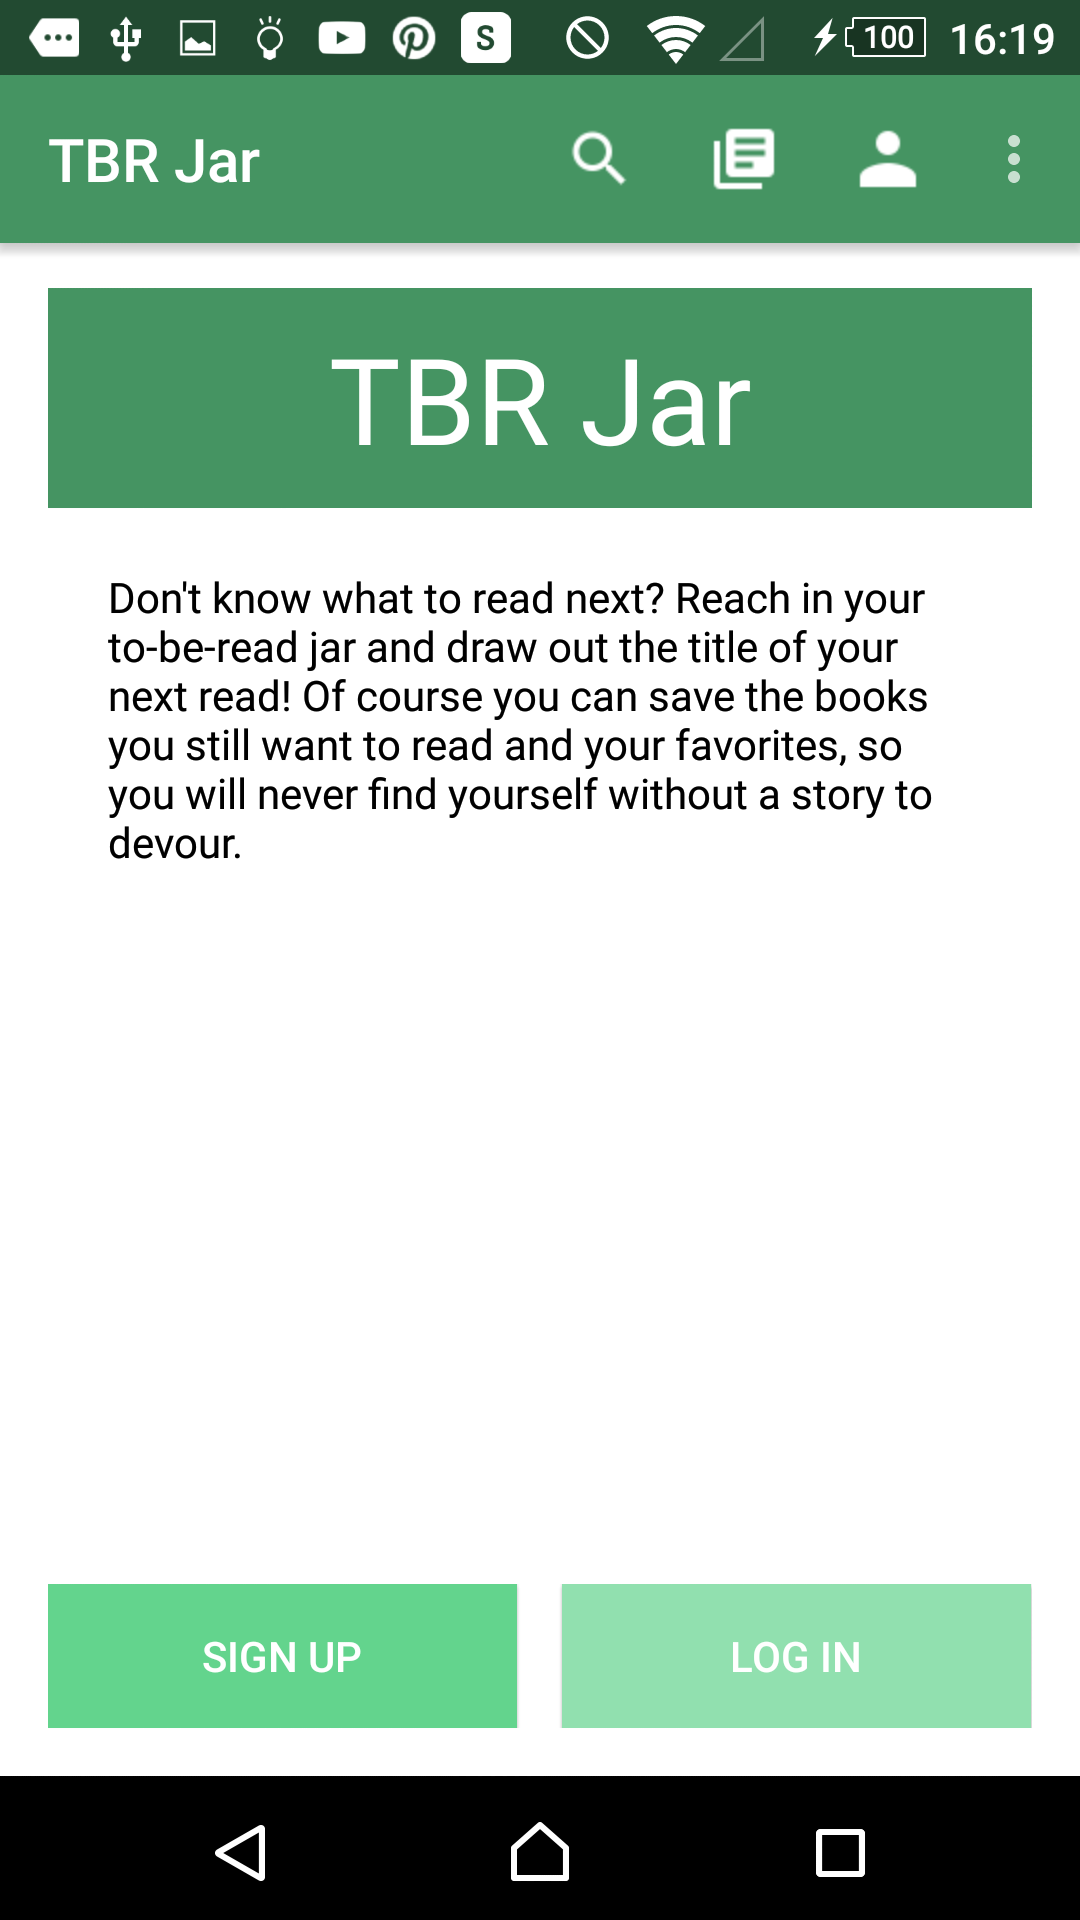 S 100 16:19
TBR Jar
TBR Jar
Don't know what to read next? Reach in your
to-be-read jar and draw out the title of your
next read! Of course you can save the books
you still want to read and your favorites, so
you will never find yourself without a story to
devour.
SIGN UP LOG IN